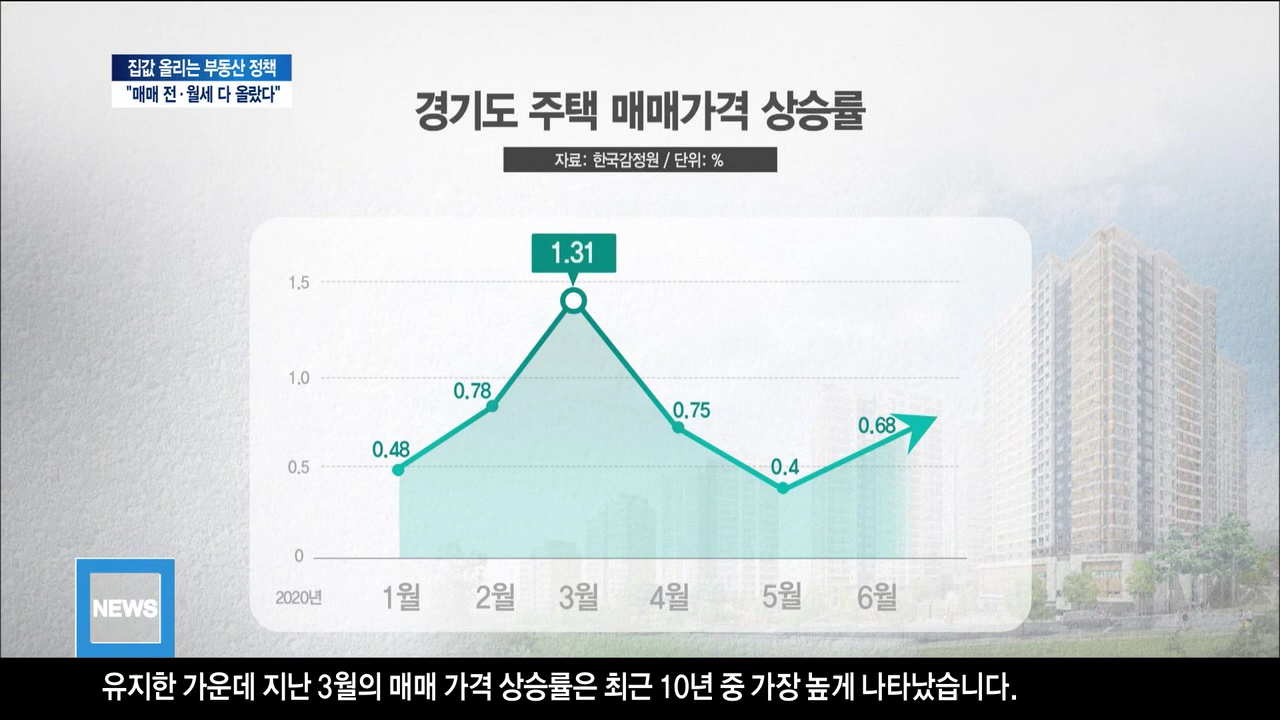 집값 올리는 부동산 정책
"매매 전·월세 다 올랐다"
경기도 주택 매매가격 상승률
자료: 한국감정원 / 단위: %
1.31
1.5
1.0
0.78
0.75
0.68
0.48
0.4
0.5
0
2020년 1월 2월 3월 4월 5월 6월
NEWS
유지한 가운데 지난 3월의 매매 가격 상승률은 최근 10년 중 가장 높게 나타났습니다.